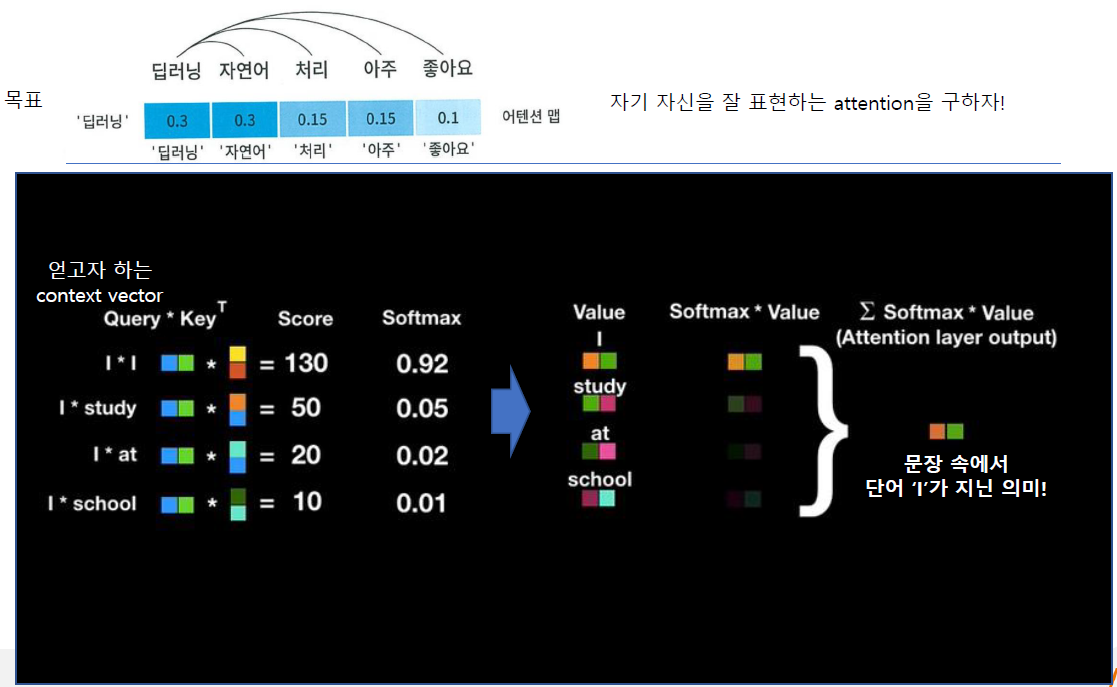 딥러닝 자연어 처리 아주 좋아요
목표
'딥러닝' 0.3 0.3 0.15 0.15 0.1 어텐션 맵
'딥러닝' '자연어' '처리' '아주' '좋아요'
자기 자신을 잘 표현하는 attention을 구하자!
얻고자 하는
context vector
Query * Key^T Score Softmax
I * I * = 130 0.92
I * study * = 50 0.05
I * at * = 20 0.02
I * school * = 10 0.01
Value Softmax * Value
I
study
at
school
Σ Softmax * Value
(Attention layer output)
문장 속에서
단어 'I'가 지닌 의미!